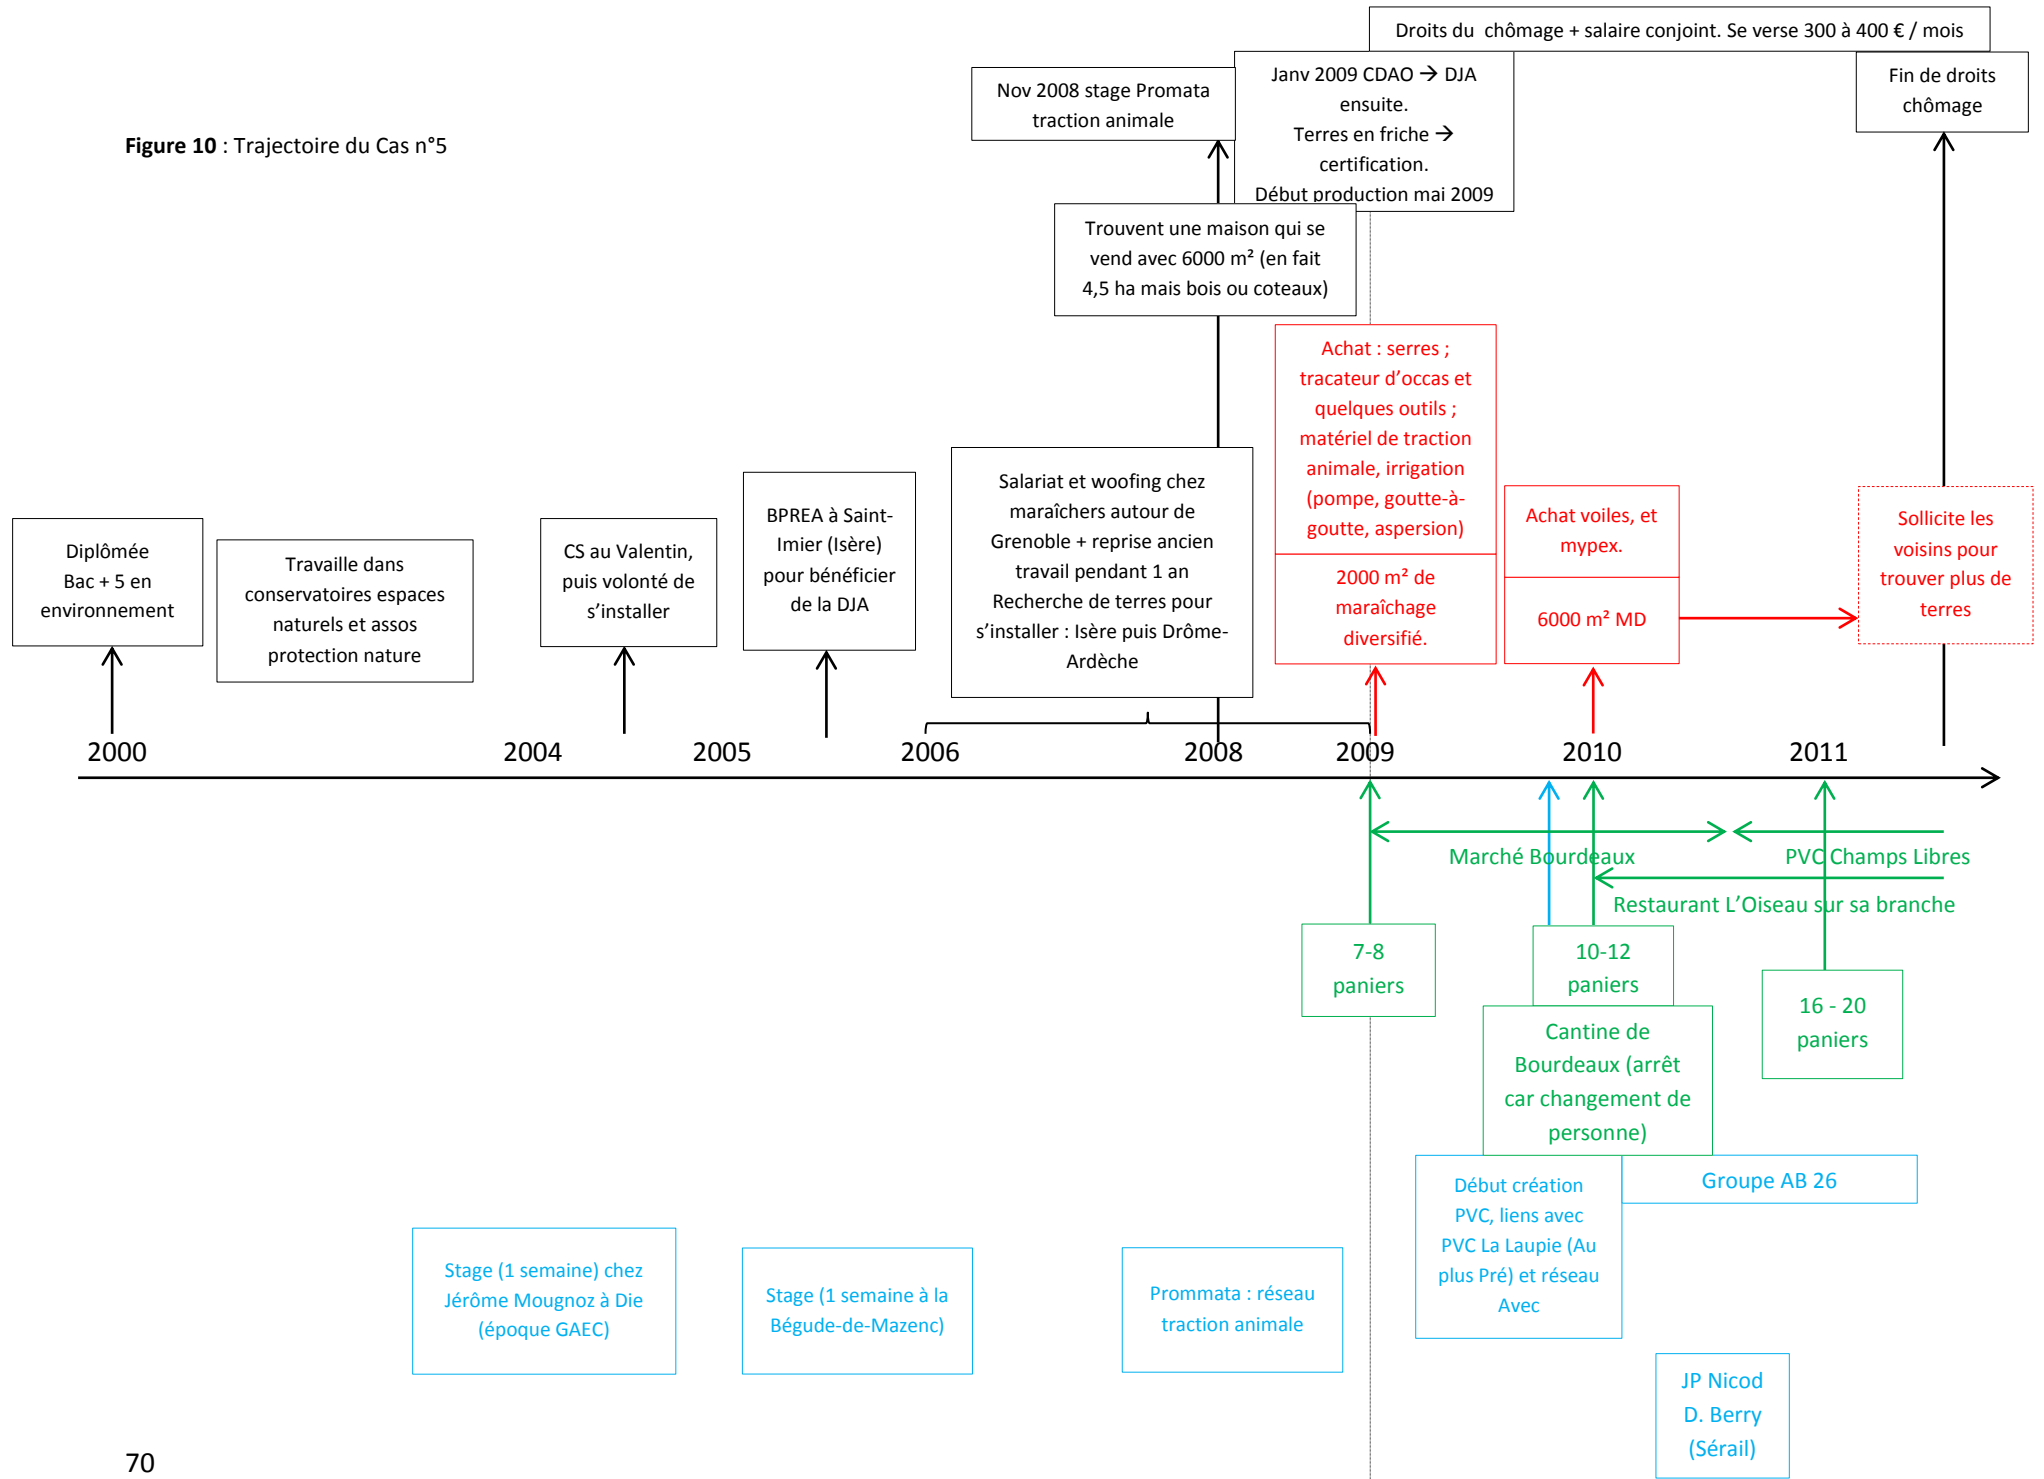 Droits du  chômage + salaire conjoint. Se verse 300 à 400 € / mois
Nov 2008 stage Promata
traction animale
Janv 2009 CDAO → DJA
ensuite.
Terres en friche →
certification.
Début production mai 2009
Fin de droits
chômage
Figure 10 : Trajectoire du Cas n°5
Trouvent une maison qui se
vend avec 6000 m² (en fait
4,5 ha mais bois ou coteaux)
Diplômée
Bac + 5 en
environnement
Travaille dans
conservatoires espaces
naturels et assos
protection nature
CS au Valentin,
puis volonté de
s’installer
BPREA à Saint-
Imier (Isère)
pour bénéficier
de la DJA
Salariat et woofing chez
maraîchers autour de
Grenoble + reprise ancien
travail pendant 1 an
Recherche de terres pour
s’installer : Isère puis Drôme-
Ardèche
Achat : serres ;
tracateur d’occas et
quelques outils ;
matériel de traction
animale, irrigation
(pompe, goutte-à-
goutte, aspersion)
2000 m² de
maraîchage
diversifié.
Achat voiles, et
mypex.
6000 m² MD
Sollicite les
voisins pour
trouver plus de
terres
2000
2004
2005
2006
2008
2009
2010
2011
Marché Bourdeaux
PVC Champs Libres
Restaurant L’Oiseau sur sa branche
7-8
paniers
10-12
paniers
16 - 20
paniers
Cantine de
Bourdeaux (arrêt
car changement de
personne)
Début création
PVC, liens avec
PVC La Laupie (Au
plus Pré) et réseau
Avec
Groupe AB 26
Stage (1 semaine) chez
Jérôme Mougnoz à Die
(époque GAEC)
Stage (1 semaine à la
Bégude-de-Mazenc)
Prommata : réseau
traction animale
JP Nicod
D. Berry
(Sérail)
70